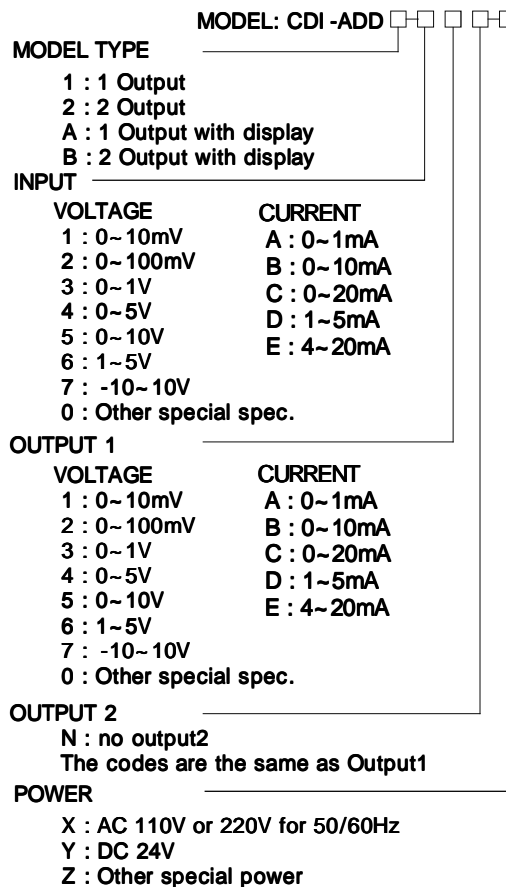 MODEL: CDI -ADD □-□ □ □-□
MODEL TYPE
1 : 1 Output
2 : 2 Output
A : 1 Output with display
B : 2 Output with display
INPUT
VOLTAGE CURRENT
1 : 0~10mV A : 0~1mA
2 : 0~100mV B : 0~10mA
3 : 0~1V C : 0~20mA
4 : 0~5V D : 1~5mA
5 : 0~10V E : 4~20mA
6 : 1~5V
7 : -10~10V
0 : Other special spec.
OUTPUT 1
VOLTAGE CURRENT
1 : 0~10mV A : 0~1mA
2 : 0~100mV B : 0~10mA
3 : 0~1V C : 0~20mA
4 : 0~5V D : 1~5mA
5 : 0~10V E : 4~20mA
6 : 1~5V
7 : -10~10V
0 : Other special spec.
OUTPUT 2
N : no output2
The codes are the same as Output1
POWER
X : AC 110V or 220V for 50/60Hz
Y : DC 24V
Z : Other special power